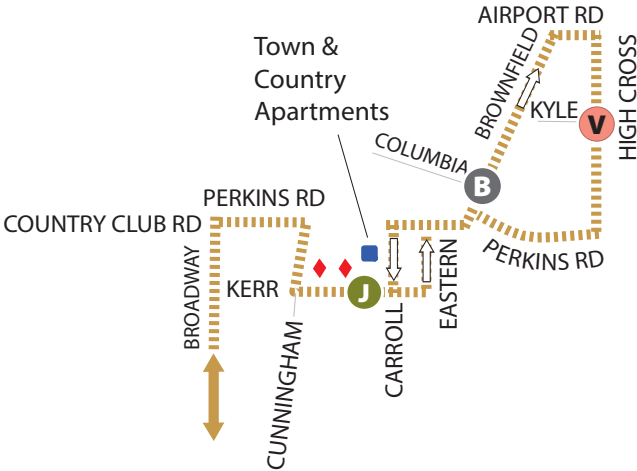 AIRPORT RD
Town &
Country
Apartments
BROWNFIELD
HIGH CROSS
KYLE
V
COLUMBIA
B
PERKINS RD
COUNTRY CLUB RD
PERKINS RD
BROADWAY
KERR
J
EASTERN
CARROLL
CUNNINGHAM